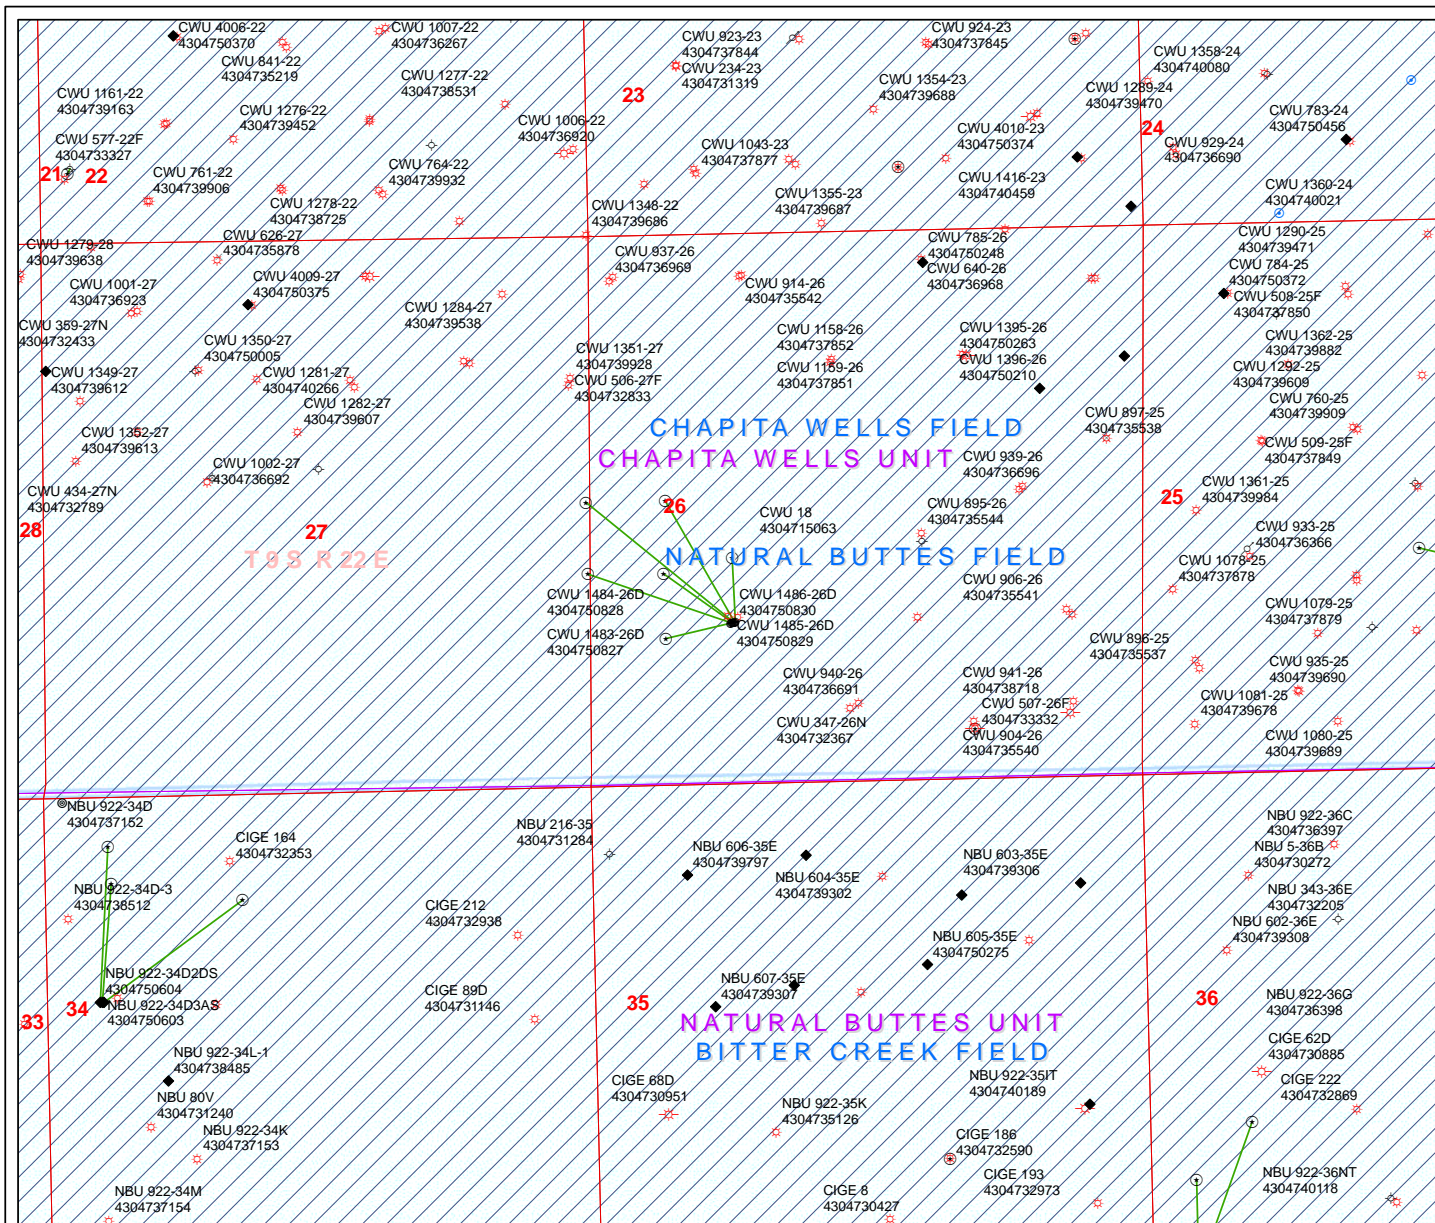 CWU 4006-22
4304750370
CWU 1007-22
4304736267
CWU 841-22
4304735219
CWU 1277-22
4304738531
CWU 923-23
4304737844
CWU 234-23
4304731319
CWU 924-23
4304737845
CWU 1358-24
4304740080
CWU 1161-22
4304739163
CWU 1276-22
4304739452
CWU 1006-22
4304736920
23
CWU 1354-23
4304739688
CWU 1289-24
4304739470
CWU 783-24
4304750456
CWU 577-22F
4304733327
CWU 4010-23
4304750374
24
CWU 929-24
4304736690
21
22
CWU 761-22
4304739906
CWU 764-22
4304739932
CWU 1043-23
4304737877
CWU 1416-23
4304740459
CWU 1278-22
4304738725
CWU 1348-22
4304739686
CWU 1355-23
4304739687
CWU 1360-24
4304740021
CWU 1279-28
4304739638
CWU 626-27
4304735878
CWU 937-26
4304736969
CWU 785-26
4304750248
CWU 640-26
4304736968
CWU 1290-25
4304739471
CWU 784-25
4304750372
CWU 508-25F
4304737850
CWU 1001-27
4304736923
CWU 4009-27
4304750375
CWU 1284-27
4304739538
CWU 914-26
4304735542
CWU 359-27N
4304732433
CWU 1350-27
4304750005
CWU 1351-27
4304739928
CWU 1158-26
4304737852
CWU 1395-26
4304750263
CWU 1362-25
4304739882
CWU 1349-27
4304739612
CWU 1281-27
4304740266
CWU 506-27F
4304732833
CWU 1159-26
4304737851
CWU 1396-26
4304750210
CWU 1292-25
4304739609
CWU 1282-27
4304739607
CWU 760-25
4304739909
CWU 1352-27
4304739613
CHAPITA WELLS FIELD
CHAPITA WELLS UNIT
CWU 897-25
4304735538
CWU 509-25F
4304737849
CWU 1002-27
4304736692
CWU 939-26
4304736696
CWU 434-27N
4304732789
CWU 1361-25
4304739984
26
25
28
27
CWU 18
4304715063
CWU 895-26
4304735544
CWU 933-25
4304736366
T 9 S R 22 E
NATURAL BUTTES FIELD
CWU 1078-25
4304737878
CWU 1484-26D
4304750828
CWU 1486-26D
4304750830
CWU 906-26
4304735541
CWU 1079-25
4304737879
CWU 1483-26D
4304750827
CWU 1485-26D
4304750829
CWU 896-25
4304735537
CWU 940-26
4304736691
CWU 941-26
4304738718
CWU 935-25
4304739690
CWU 507-26F
4304733332
CWU 1081-25
4304739678
CWU 347-26N
4304732367
CWU 904-26
4304735540
CWU 1080-25
4304739689
NBU 922-34D
4304737152
CIGE 164
4304732353
NBU 216-35
4304731284
NBU 606-35E
4304739797
NBU 603-35E
4304739306
NBU 922-36C
4304736397
NBU 5-36B
4304730272
NBU 604-35E
4304739302
NBU 922-34D-3
4304738512
CIGE 212
4304732938
NBU 343-36E
4304732205
NBU 602-36E
4304739308
NBU 605-35E
4304750275
NBU 922-34D2DS
4304750604
CIGE 89D
4304731146
NBU 607-35E
4304739307
NBU 922-36G
4304736398
33
34
NBU 922-34D3AS
4304750603
35
36
NATURAL BUTTES UNIT
BITTER CREEK FIELD
CIGE 62D
4304730885
NBU 922-34L-1
4304738485
CIGE 68D
4304730951
NBU 922-35IT
4304740189
CIGE 222
4304732869
NBU 80V
4304731240
NBU 922-35K
4304735126
NBU 922-34K
4304737153
CIGE 186
4304732590
NBU 922-34M
4304737154
CIGE 8
4304730427
CIGE 193
4304732973
NBU 922-36NT
4304740118